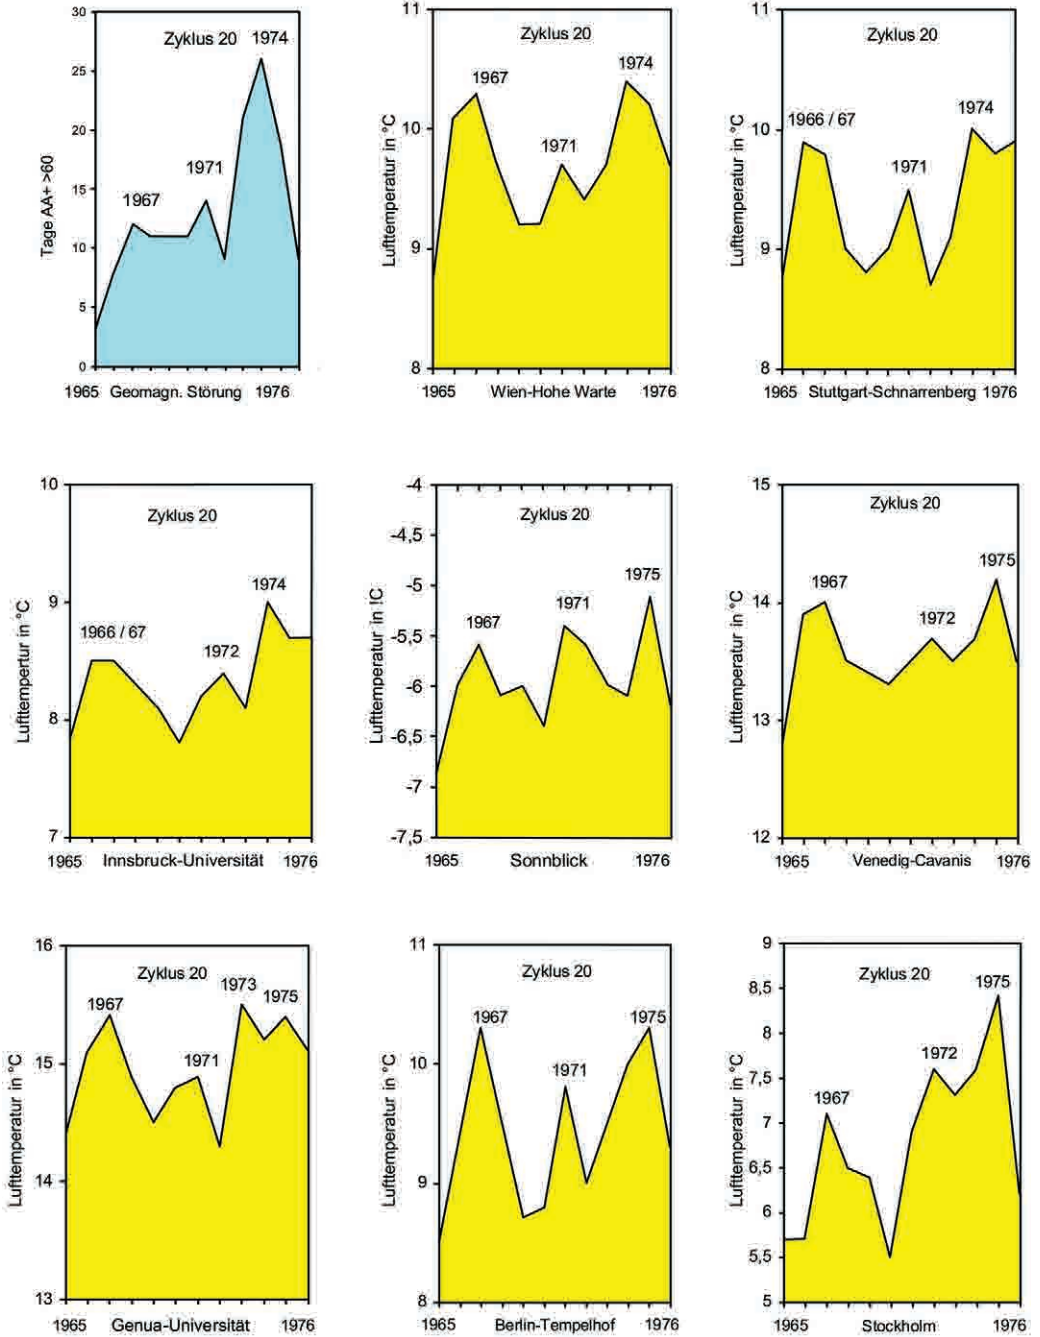 30
25
20
15
10
5
0
Tage AA+ >60
Zyklus 20
1974
1967
1971
1965 Geomagn. Störung 1976
11
10
9
8
Lufttemperatur in °C
Zyklus 20
1967
1971
1974
1965 Wien-Hohe Warte 1976
11
10
9
8
Lufttemperatur in °C
Zyklus 20
1966 / 67
1971
1974
1965 Stuttgart-Schnarrenberg 1976
10
9
8
7
Lufttempertur in °C
Zyklus 20
1966 / 67
1972
1974
1965 Innsbruck-Universität 1976
-4
-4,5
-5
-5,5
-6
-6,5
-7
-7,5
Lufttemperatur in !C
Zyklus 20
1967
1971
1975
1965 Sonnblick 1976
15
14
13
12
Lufttemperatur in °C
Zyklus 20
1967
1972
1975
1965 Venedig-Cavanis 1976
16
15
14
13
Lufttemperatur in °C
Zyklus 20
1967
1971
1973
1975
1965 Genua-Universität 1976
11
10
9
8
Lufttemperatur in °C
Zyklus 20
1967
1971
1975
1965 Berlin-Tempelhof 1976
9
8,5
8
7,5
7
6,5
6
5,5
5
Lufttemperatur in °C
Zyklus 20
1967
1972
1975
1965 Stockholm 1976